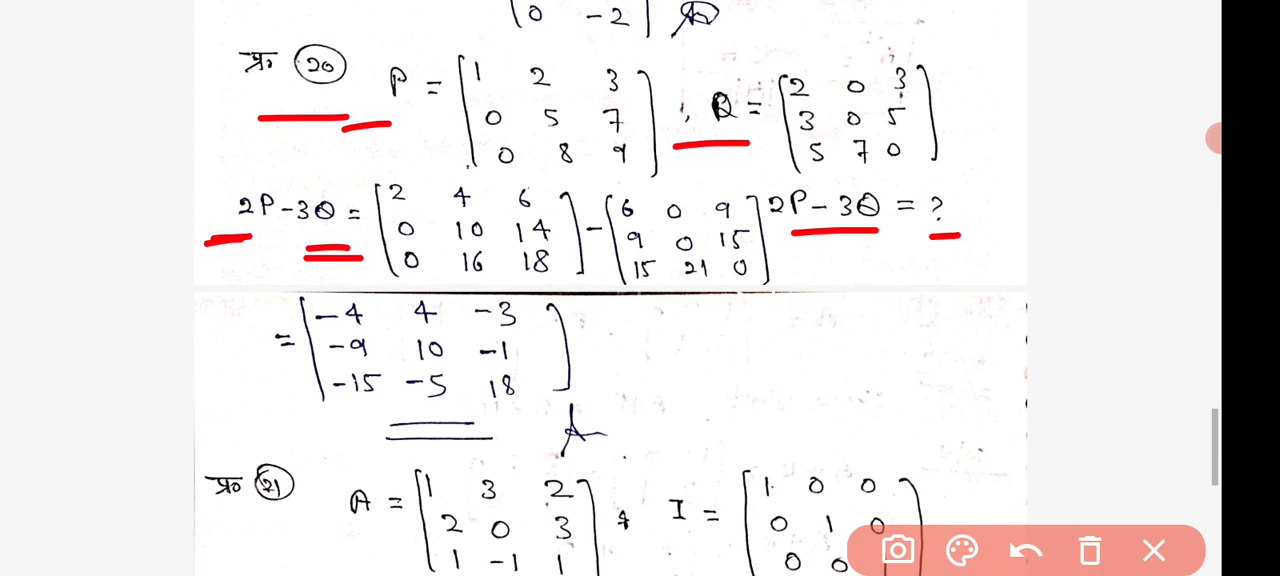 0 -2
प्र० 20 P = [1 2 3 , Q = [2 0 3
0 5 7 3 0 5
0 8 9] 5 7 0]
2P-3Q = [2 4 6 - [6 0 9 2P-3Q = ?
0 10 14 9 0 15
0 16 18] 15 21 0]
= [-4 4 -3
-9 10 -1
-15 -5 18]
प्र० 21 A = [1 3 2 & I = [1 0 0
2 0 3 0 1 0
1 -1 1 0 0